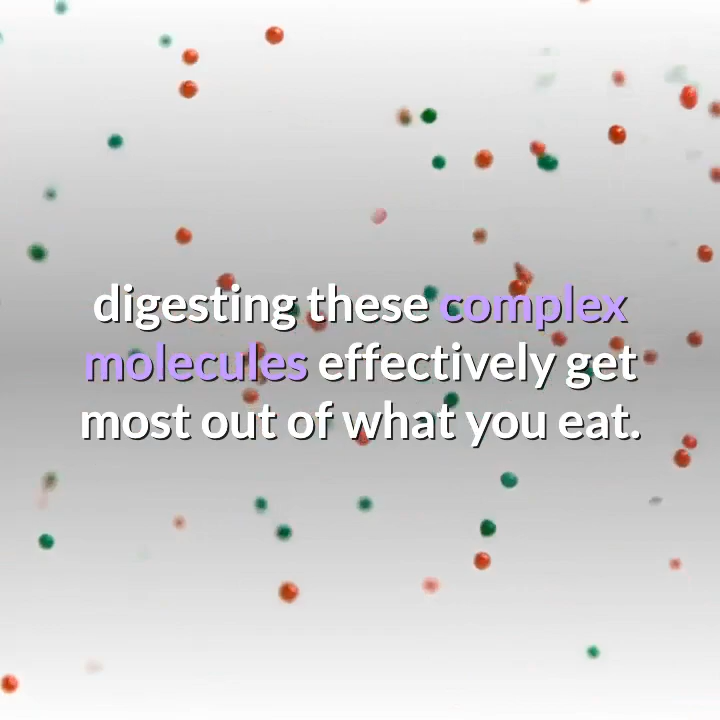 digesting these complex
molecules effectively get
most out of what you eat.